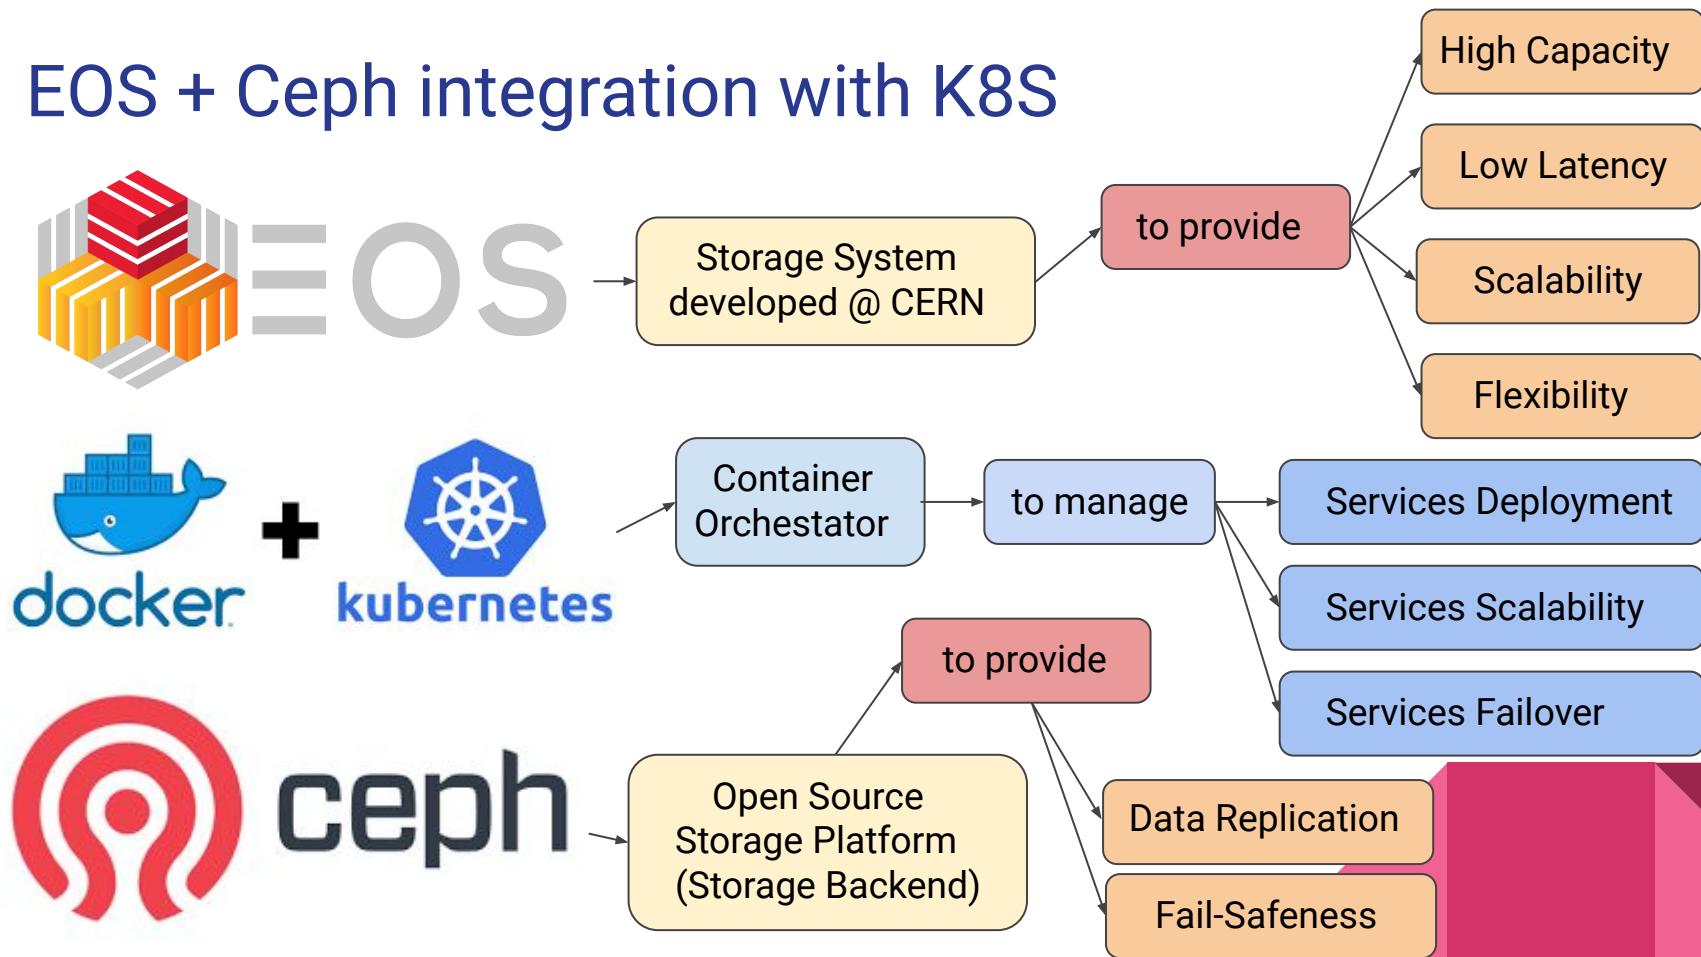 EOS + Ceph integration with K8S
High Capacity
Low Latency
Scalability
Flexibility
to provide
EOS
Storage System
developed @ CERN
docker
+
kubernetes
Container
Orchestator
to manage
Services Deployment
Services Scalability
Services Failover
to provide
ceph
Open Source
Storage Platform
(Storage Backend)
Data Replication
Fail-Safeness